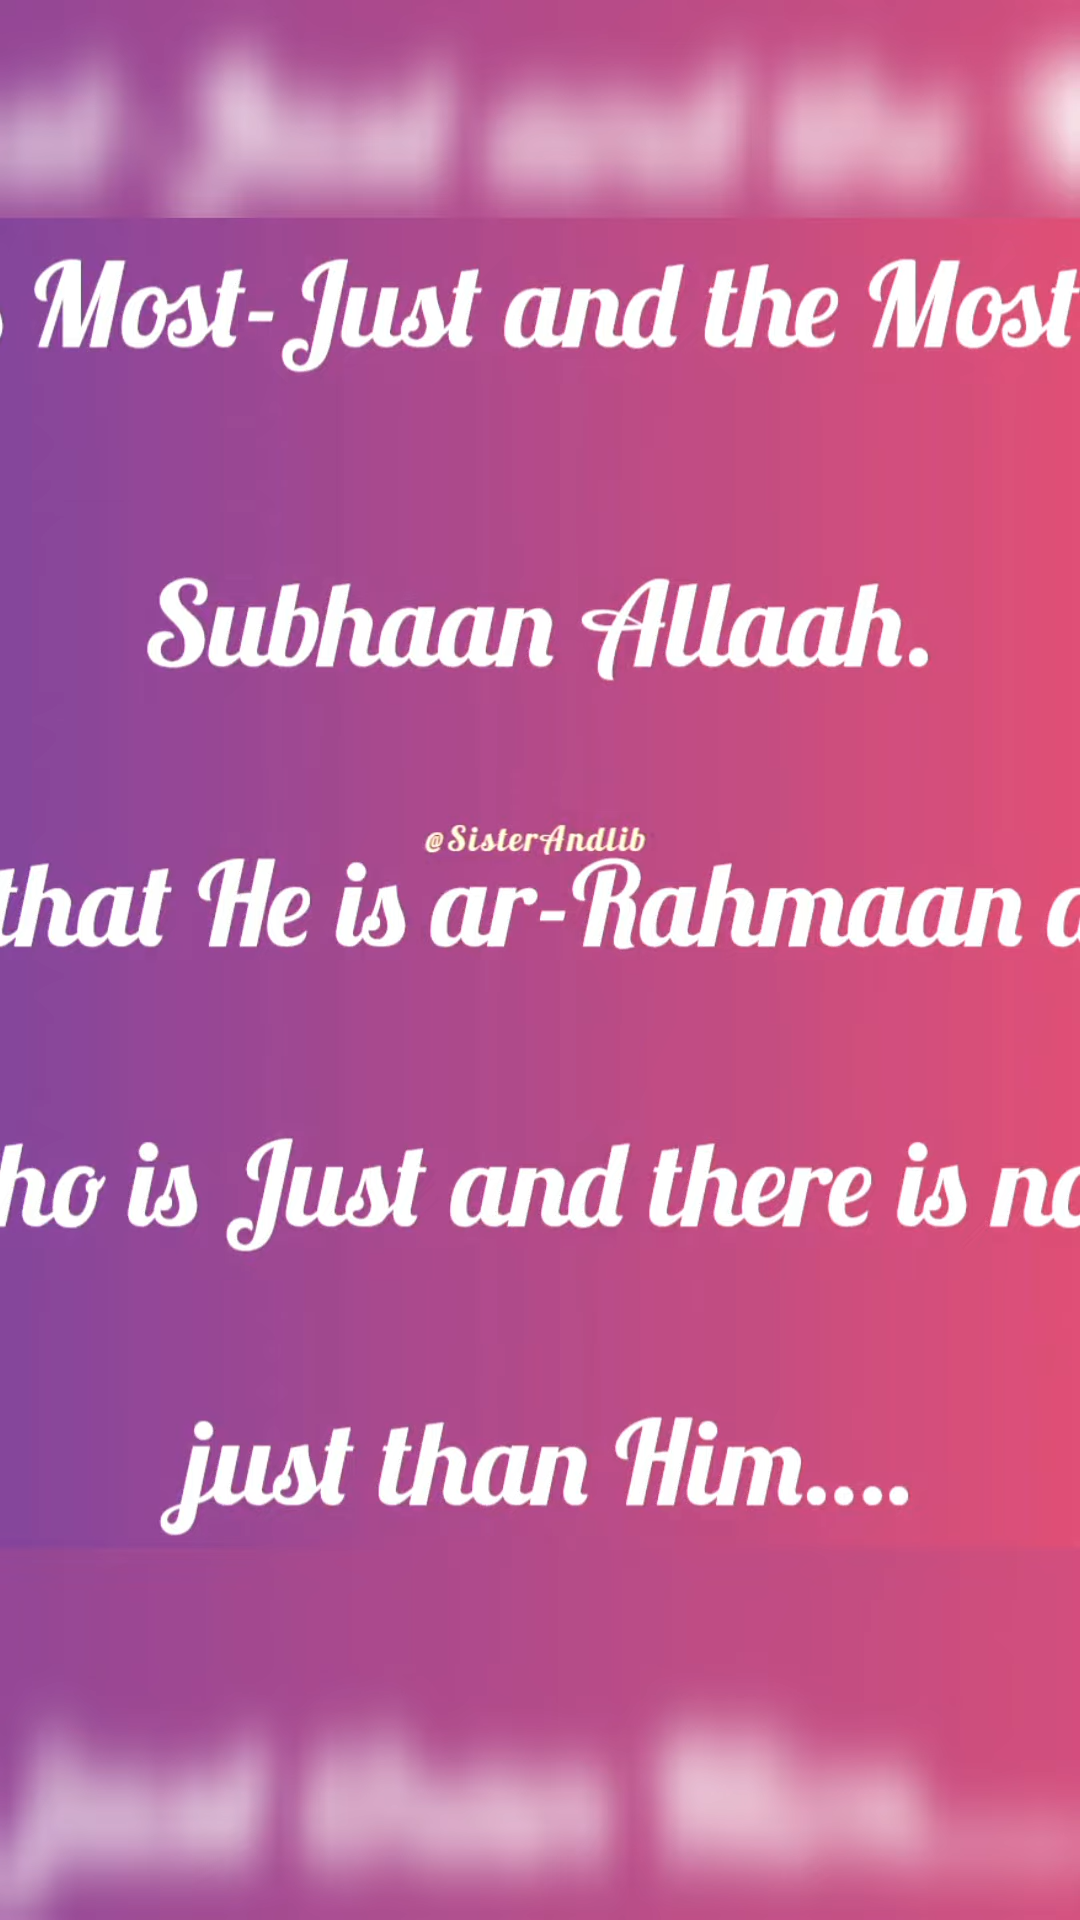 Most-Just and the Most
Subhaan Allaah.
@SisterAndlib
that He is ar-Rahmaan
is Just and there is
just than Him....